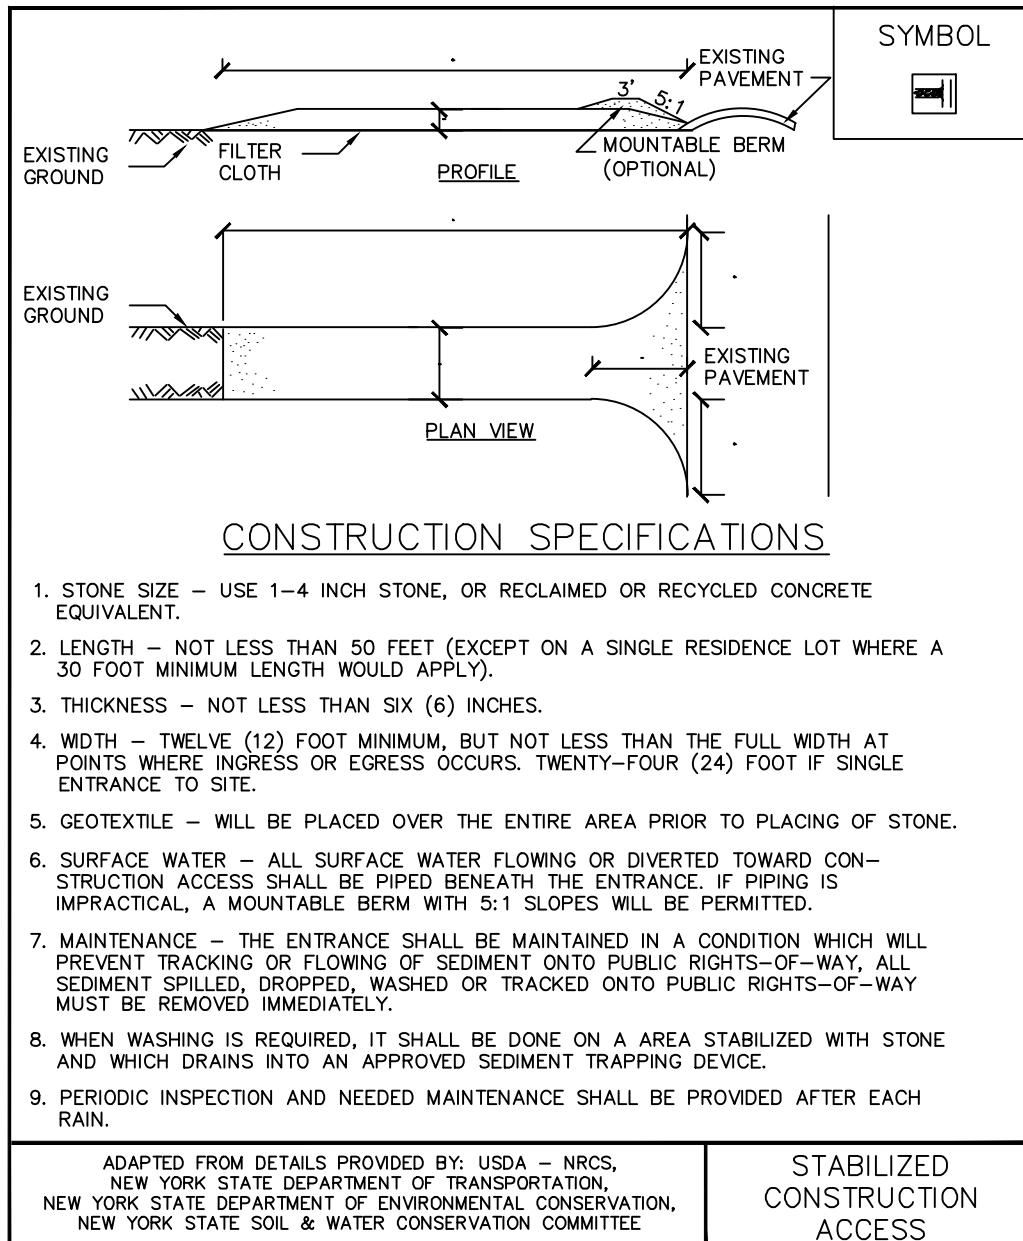 SYMBOL
EXISTING
PAVEMENT
3'
5:1
EXISTING
GROUND
FILTER
CLOTH
PROFILE
MOUNTABLE BERM
(OPTIONAL)
EXISTING
GROUND
EXISTING
PAVEMENT
PLAN VIEW
CONSTRUCTION SPECIFICATIONS
1. STONE SIZE – USE 1–4 INCH STONE, OR RECLAIMED OR RECYCLED CONCRETE
EQUIVALENT.
2. LENGTH – NOT LESS THAN 50 FEET (EXCEPT ON A SINGLE RESIDENCE LOT WHERE A
30 FOOT MINIMUM LENGTH WOULD APPLY).
3. THICKNESS – NOT LESS THAN SIX (6) INCHES.
4. WIDTH – TWELVE (12) FOOT MINIMUM, BUT NOT LESS THAN THE FULL WIDTH AT
POINTS WHERE INGRESS OR EGRESS OCCURS. TWENTY–FOUR (24) FOOT IF SINGLE
ENTRANCE TO SITE.
5. GEOTEXTILE – WILL BE PLACED OVER THE ENTIRE AREA PRIOR TO PLACING OF STONE.
6. SURFACE WATER – ALL SURFACE WATER FLOWING OR DIVERTED TOWARD CON–
STRUCTION ACCESS SHALL BE PIPED BENEATH THE ENTRANCE. IF PIPING IS
IMPRACTICAL, A MOUNTABLE BERM WITH 5:1 SLOPES WILL BE PERMITTED.
7. MAINTENANCE – THE ENTRANCE SHALL BE MAINTAINED IN A CONDITION WHICH WILL
PREVENT TRACKING OR FLOWING OF SEDIMENT ONTO PUBLIC RIGHTS–OF–WAY, ALL
SEDIMENT SPILLED, DROPPED, WASHED OR TRACKED ONTO PUBLIC RIGHTS–OF–WAY
MUST BE REMOVED IMMEDIATELY.
8. WHEN WASHING IS REQUIRED, IT SHALL BE DONE ON A AREA STABILIZED WITH STONE
AND WHICH DRAINS INTO AN APPROVED SEDIMENT TRAPPING DEVICE.
9. PERIODIC INSPECTION AND NEEDED MAINTENANCE SHALL BE PROVIDED AFTER EACH
RAIN.
ADAPTED FROM DETAILS PROVIDED BY: USDA – NRCS,
NEW YORK STATE DEPARTMENT OF TRANSPORTATION,
NEW YORK STATE DEPARTMENT OF ENVIRONMENTAL CONSERVATION,
NEW YORK STATE SOIL & WATER CONSERVATION COMMITTEE
STABILIZED
CONSTRUCTION
ACCESS